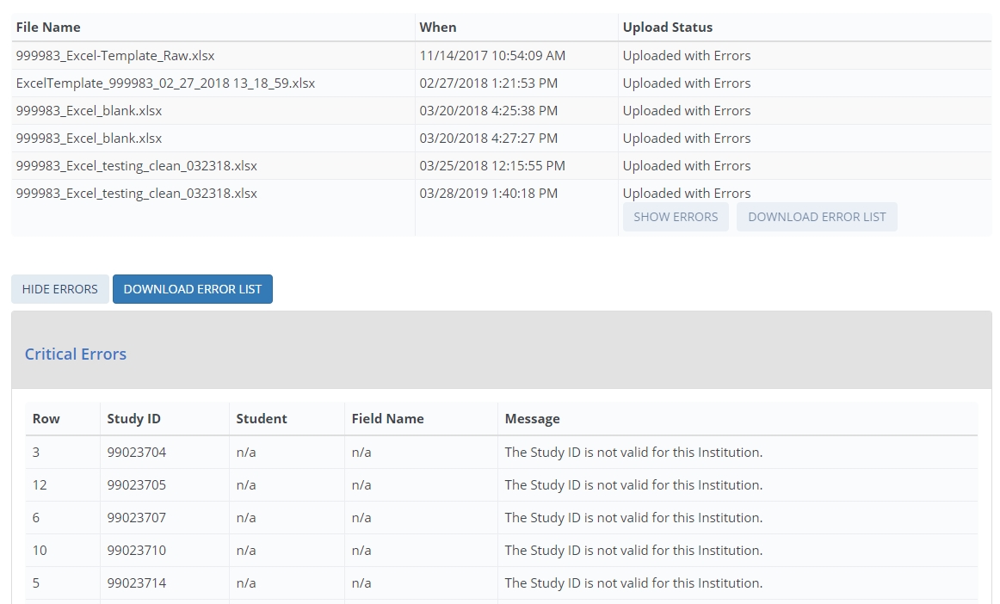 File Name When Upload Status
999983_Excel-Template_Raw.xlsx 11/14/2017 10:54:09 AM Uploaded with Errors
ExcelTemplate_999983_02_27_2018 13_18_59.xlsx 02/27/2018 1:21:53 PM Uploaded with Errors
999983_Excel_blank.xlsx 03/20/2018 4:25:38 PM Uploaded with Errors
999983_Excel_blank.xlsx 03/20/2018 4:27:27 PM Uploaded with Errors
999983_Excel_testing_clean_032318.xlsx 03/25/2018 12:15:55 PM Uploaded with Errors
999983_Excel_testing_clean_032318.xlsx 03/28/2019 1:40:18 PM Uploaded with Errors
SHOW ERRORS DOWNLOAD ERROR LIST
HIDE ERRORS DOWNLOAD ERROR LIST
Critical Errors
Row Study ID Student Field Name Message
3 99023704 n/a n/a The Study ID is not valid for this Institution.
12 99023705 n/a n/a The Study ID is not valid for this Institution.
6 99023707 n/a n/a The Study ID is not valid for this Institution.
10 99023710 n/a n/a The Study ID is not valid for this Institution.
5 99023714 n/a n/a The Study ID is not valid for this Institution.